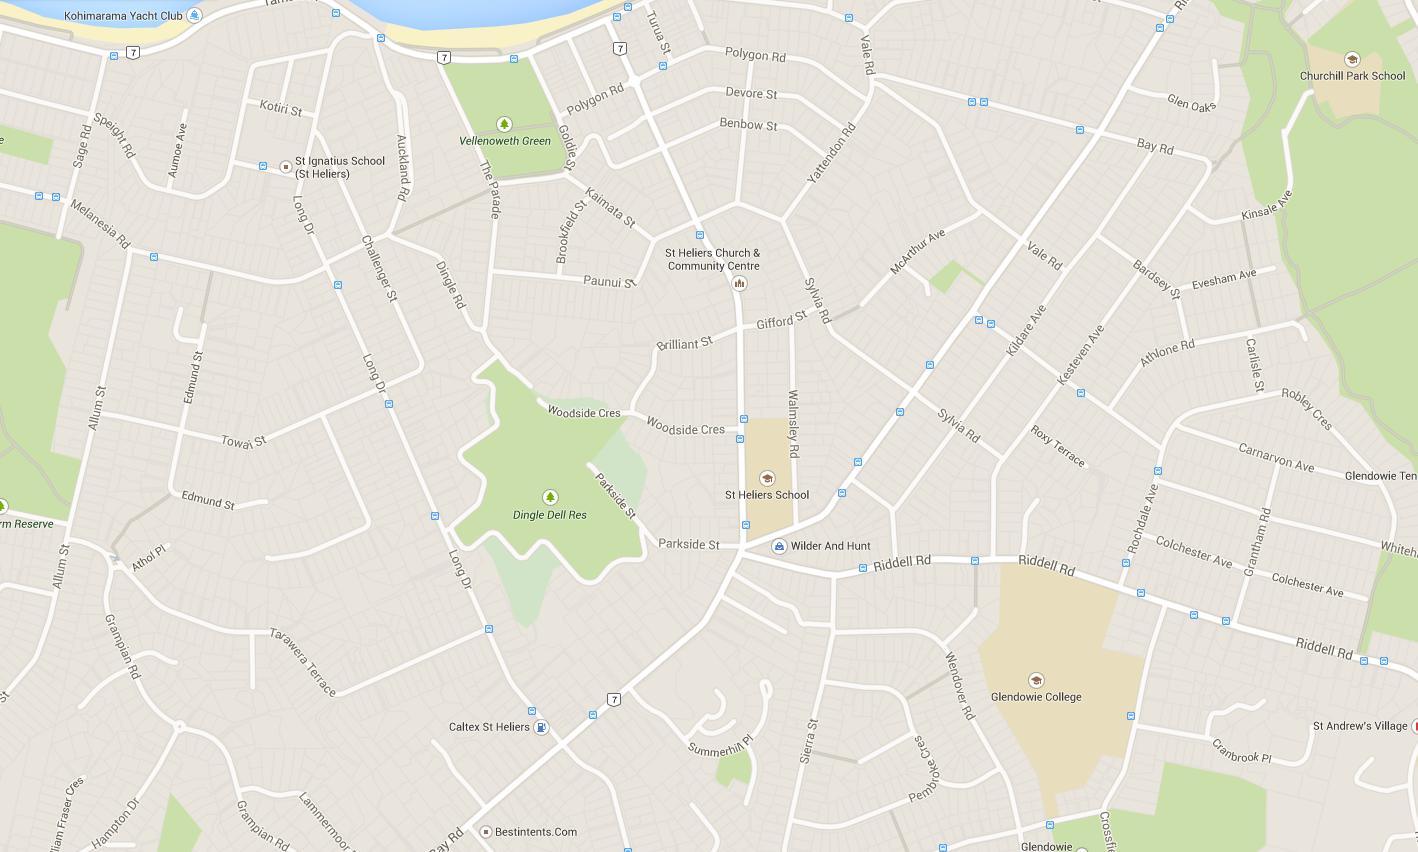 Kohimarama Yacht Club
7
7
7
Turua St
Vale Rd
Polygon Rd
Churchill Park School
Devore St
Polygon Rd
Glen Oaks
Kotiri St
Benbow St
Speight Rd
Sage Rd
Aumoe Ave
Vellenoweth Green
Goldie St
Bay Rd
Yattendon Rd
St Ignatius School
(St Heliers)
Auckland Rd
The Parade
Kaimata St
Long Dr
Melanesia Rd
Brookfield St
Kinsale Ave
Challenger St
St Heliers Church &
Community Centre
McArthur Ave
Vale Rd
Dingle Rd
Paunui St
Bardsey St
Evesham Ave
Sylvia Rd
Gifford St
Kildare Ave
Brilliant St
Kesteven Ave
Athlone Rd
Carlisle St
Edmund St
Long Dr
Allum St
Walmsley Rd
Robley Cres
Woodside Cres
Woodside Cres
Sylvia Rd
Roxy Terrace
Towai St
Carnarvon Ave
Glendowie Ten
Parkside St
St Heliers School
Edmund St
Dingle Dell Res
rm Reserve
Rochdale Ave
Grantham Rd
Parkside St
Wilder And Hunt
Athol Pl
Allum St
Long Dr
Riddell Rd
Riddell Rd
Colchester Ave
Colchester Ave
Grampian Rd
Tarawera Terrace
Riddell Rd
Wendover Rd
Glendowie College
7
Caltex St Heliers
Summerhill Pl
Sierra St
St Andrew's Village
Cranbrook Pl
Pembroke Cres
Hampton Dr
Grampian Rd
Bestintents.Com
Glendowie